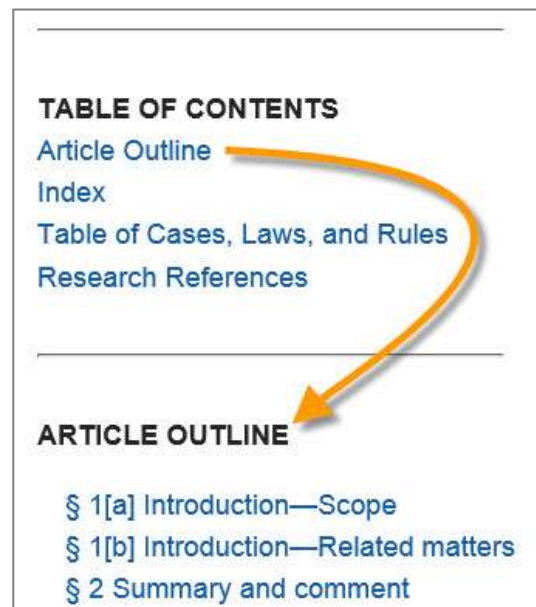 TABLE OF CONTENTS
Article Outline
Index
Table of Cases, Laws, and Rules
Research References
ARTICLE OUTLINE
§ 1[a] Introduction—Scope
§ 1[b] Introduction—Related matters
§ 2 Summary and comment